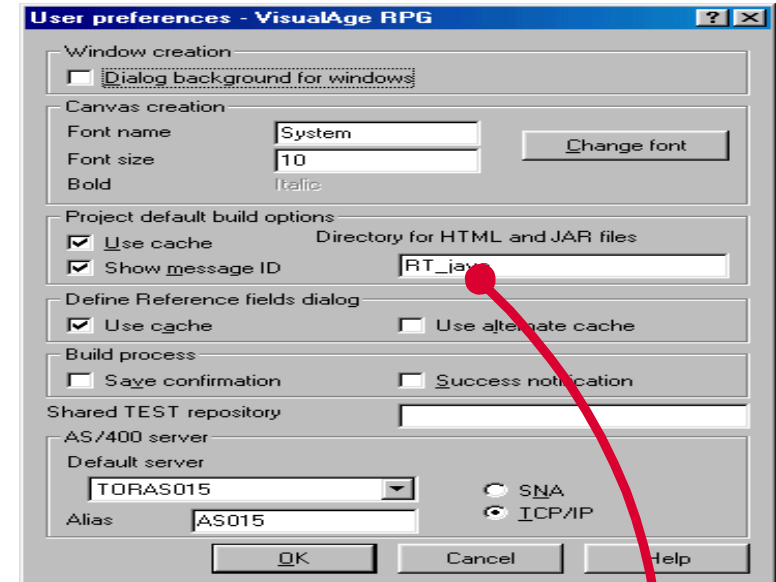 User preferences - VisualAge RPG
Window creation
Dialog background for windows
Canvas creation
Font name System
Font size 10 Change font
Bold Italic
Project default build options
Use cache Directory for HTML and JAR files
Show message ID RT_java
Define Reference fields dialog
Use cache Use alternate cache
Build process
Save confirmation Success notification
Shared TEST repository
AS/400 server
Default server
TORAS015 SNA
Alias AS015 TCP/IP
OK Cancel Help